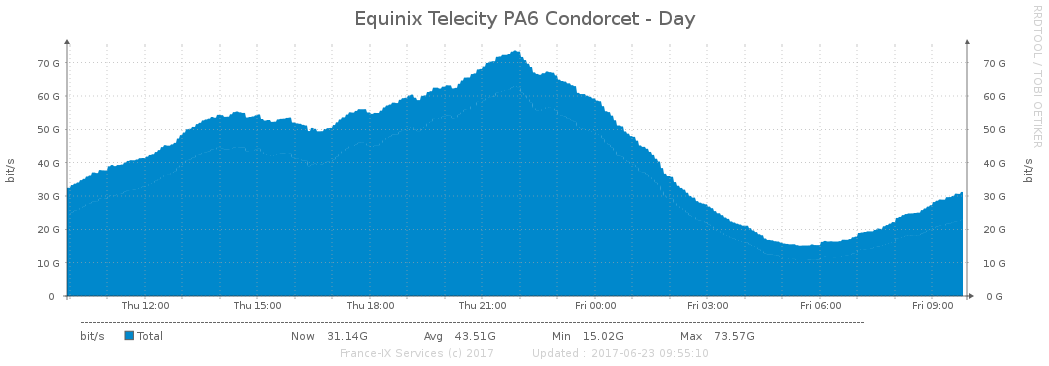 Equinix Telecity PA6 Condorcet - Day
RRDTOOL / TOBI OETIKER
bit/s
70 G 70 G
60 G 60 G
50 G 50 G
40 G 40 G
30 G 30 G
20 G 20 G
10 G 10 G
0 0 G
bit/s
Thu 12:00 Thu 15:00 Thu 18:00 Thu 21:00 Fri 00:00 Fri 03:00 Fri 06:00 Fri 09:00
bit/s Total Now 31.14G Avg 43.51G Min 15.02G Max 73.57G
France-IX Services (c) 2017 Updated : 2017-06-23 09:55:10